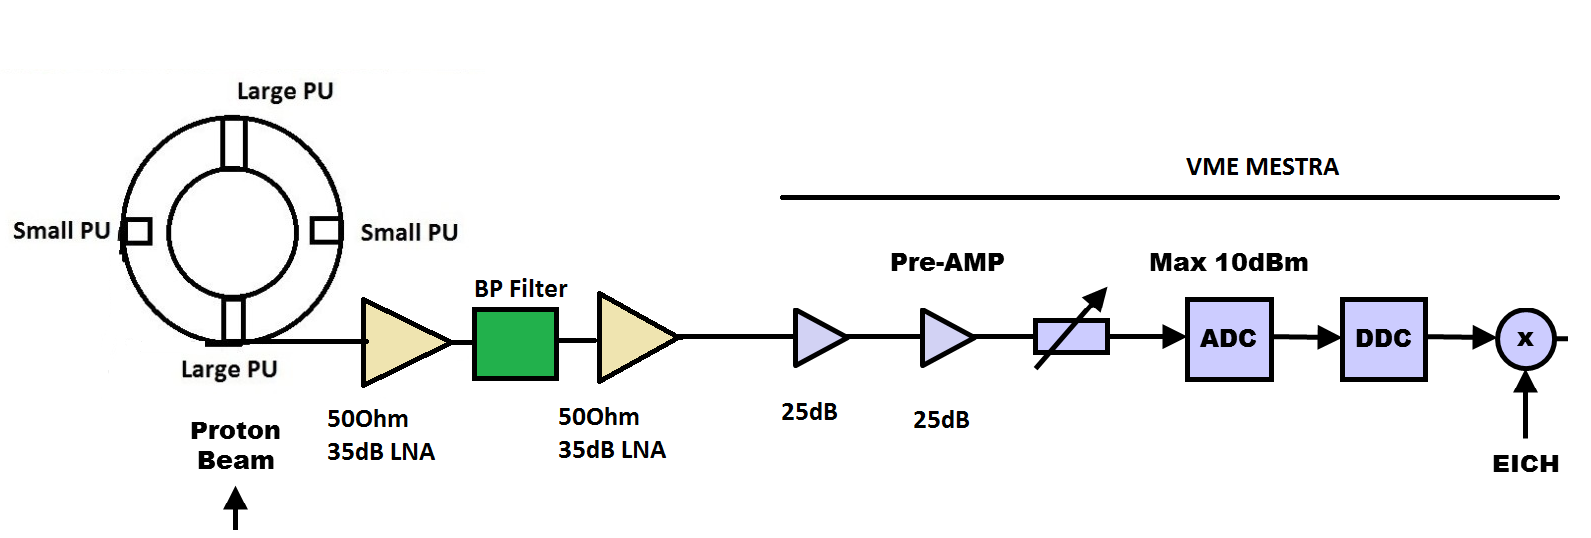 Large PU
VME MESTRA
Small PU
Small PU
Pre-AMP
Max 10dBm
BP Filter
ADC
DDC
x
Large PU
50Ohm
35dB LNA
50Ohm
35dB LNA
25dB
25dB
Proton
Beam
EICH